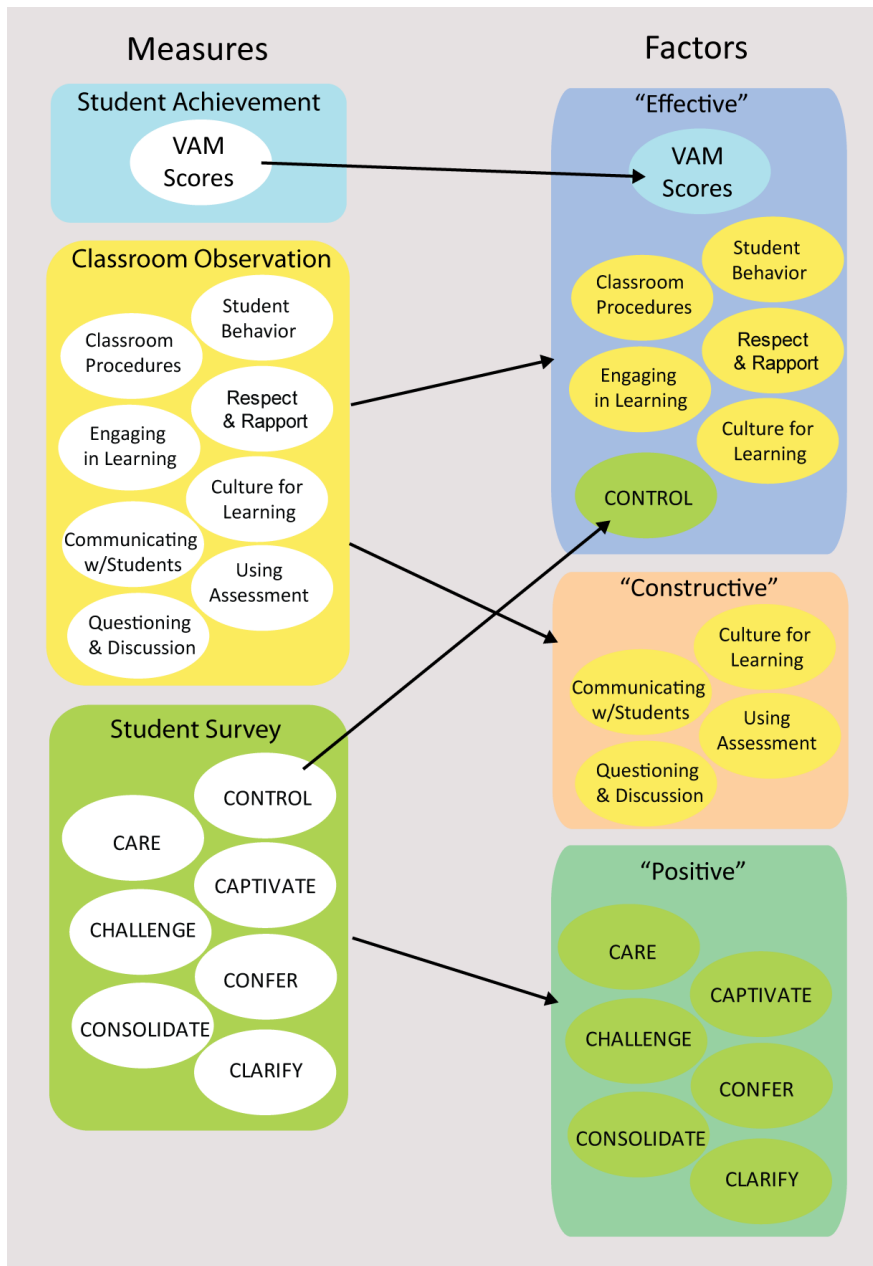 Measures
Student Achievement
VAM
Scores
Classroom Observation
Student
Behavior
Classroom
Procedures
Respect
& Rapport
Engaging
in Learning
Culture for
Learning
Communicating
w/Students
Using
Assessment
Questioning
& Discussion
Student Survey
CONTROL
CARE
CAPTIVATE
CHALLENGE
CONFER
CONSOLIDATE
CLARIFY
Factors
“Effective”
VAM
Scores
Student
Behavior
Classroom
Procedures
Respect
& Rapport
Engaging
in Learning
Culture for
Learning
CONTROL
“Constructive”
Culture for
Learning
Communicating
w/Students
Using
Assessment
Questioning
& Discussion
“Positive”
CARE
CAPTIVATE
CHALLENGE
CONFER
CONSOLIDATE
CLARIFY